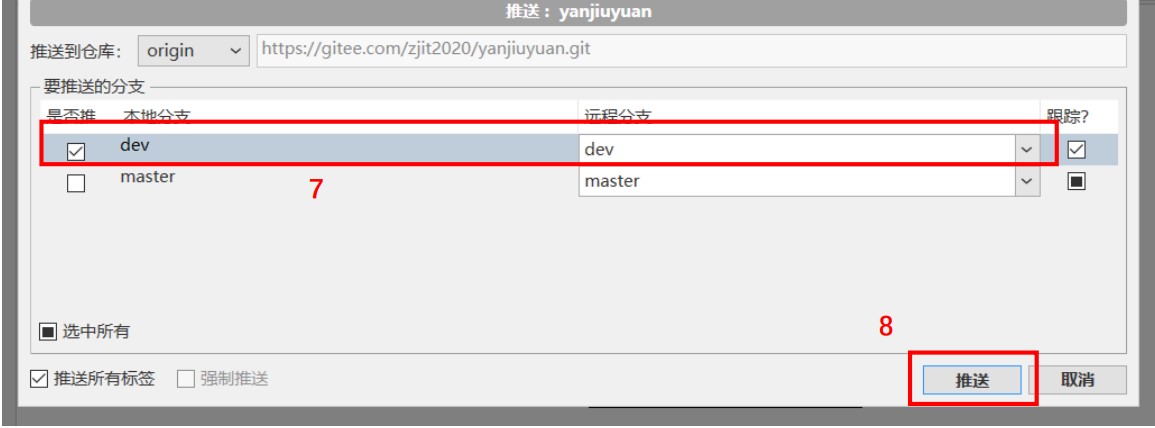 推送：yanjiuyuan
推送到仓库： origin https://gitee.com/zjit2020/yanjiuyuan.git
要推送的分支
是否推 本地分支 远程分支 跟踪?
dev dev
master master
7
选中所有
8
推送所有标签 强制推送 推送 取消